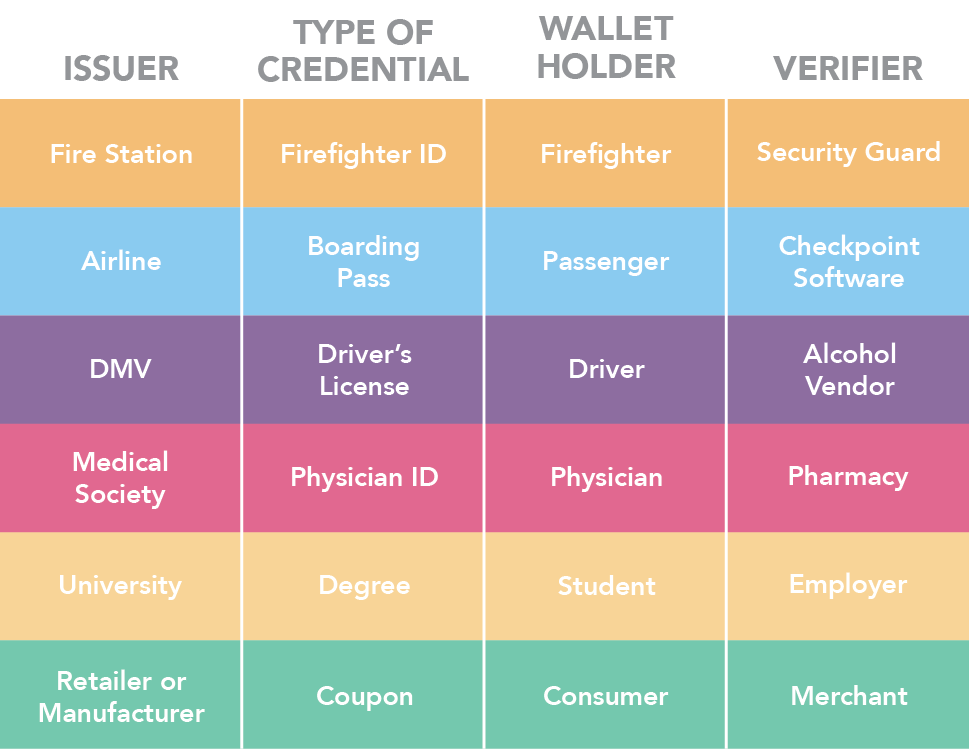 ISSUER
TYPE OF
CREDENTIAL
WALLET
HOLDER
VERIFIER
Fire Station
Firefighter ID
Firefighter
Security Guard
Airline
Boarding
Pass
Passenger
Checkpoint
Software
DMV
Driver’s
License
Driver
Alcohol
Vendor
Medical
Society
Physician ID
Physician
Pharmacy
University
Degree
Student
Employer
Retailer or
Manufacturer
Coupon
Consumer
Merchant